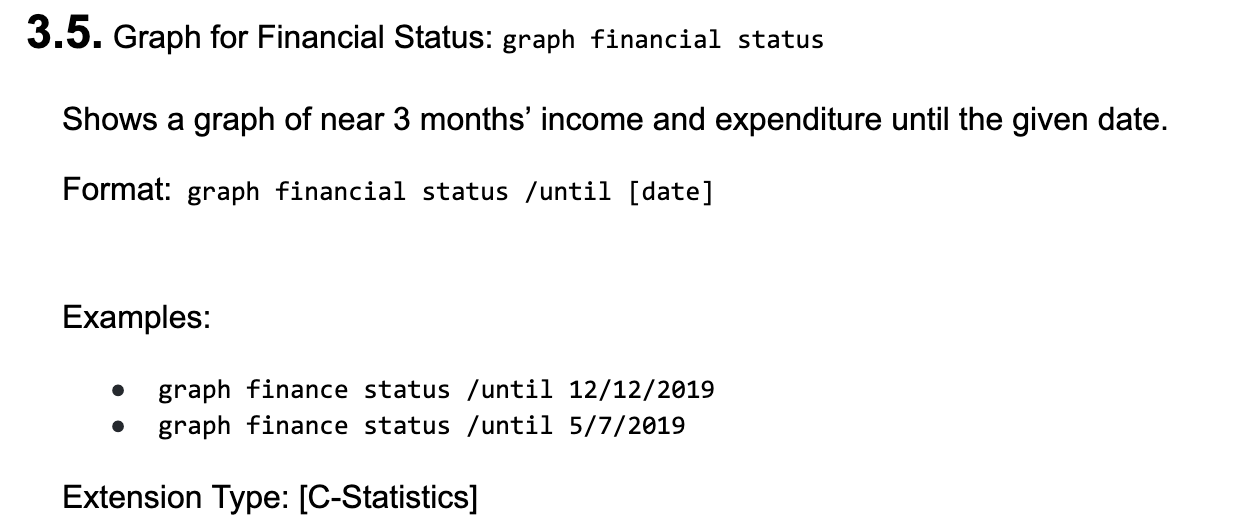 3.5. Graph for Financial Status: graph financial status
Shows a graph of near 3 months’ income and expenditure until the given date.
Format: graph financial status /until [date]
Examples:
● graph finance status /until 12/12/2019
● graph finance status /until 5/7/2019
Extension Type: [C-Statistics]